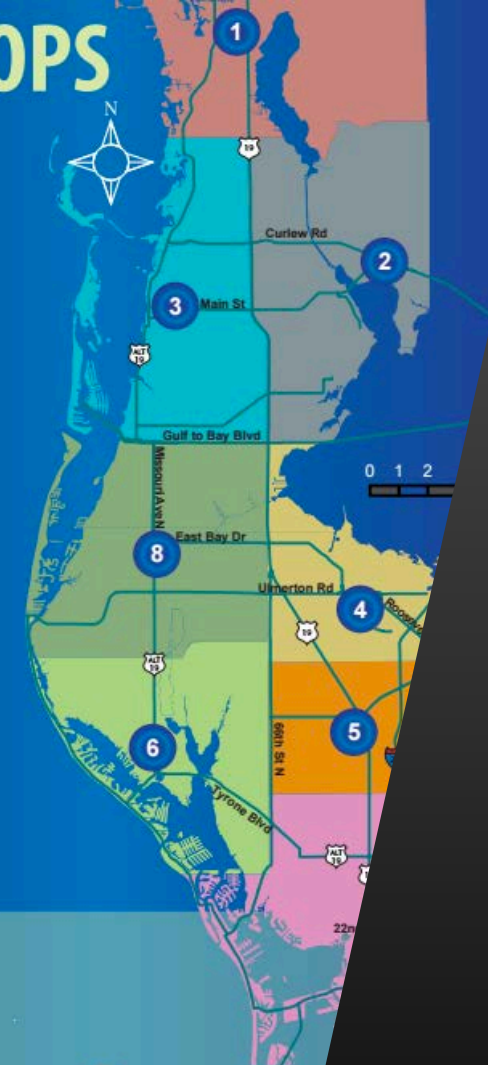 OPS
N
1
19
Curlew Rd
2
3
Main St
ALT
19
Gulf to Bay Blvd
0 1 2
Missouri Ave N
East Bay Dr
8
Ulmerton Rd
4
19
ALT
19
6
5
66th St N
Tyrone Blvd
ALT
19